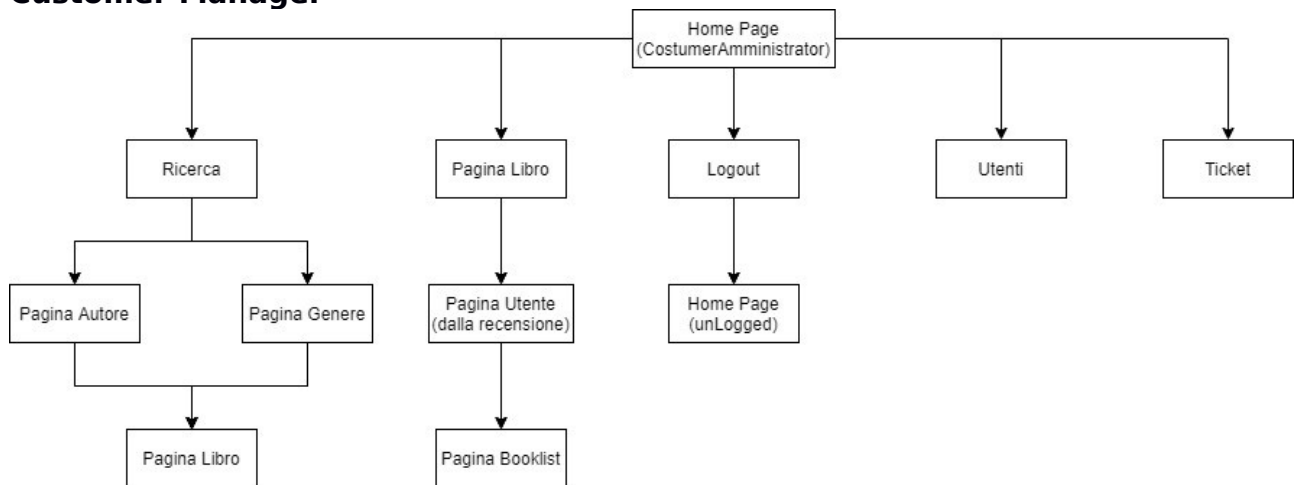 Customer Manager
Home Page
(CostumerAmministrator)
Ricerca
Pagina Libro
Logout
Utenti
Ticket
Pagina Autore
Pagina Genere
Pagina Utente
(dalla recensione)
Home Page
(unLogged)
Pagina Libro
Pagina Booklist